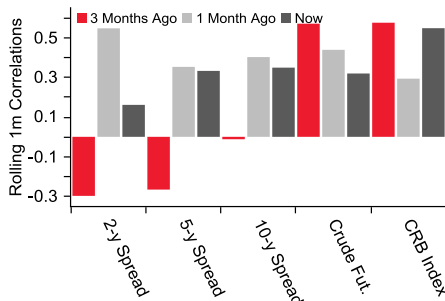 3 Months Ago 1 Month Ago Now
Rolling 1m Correlations
0.5
0.3
0.1
-0.1
-0.3
2-y Spread
5-y Spread
10-y Spread
Crude Fut.
CRB Index